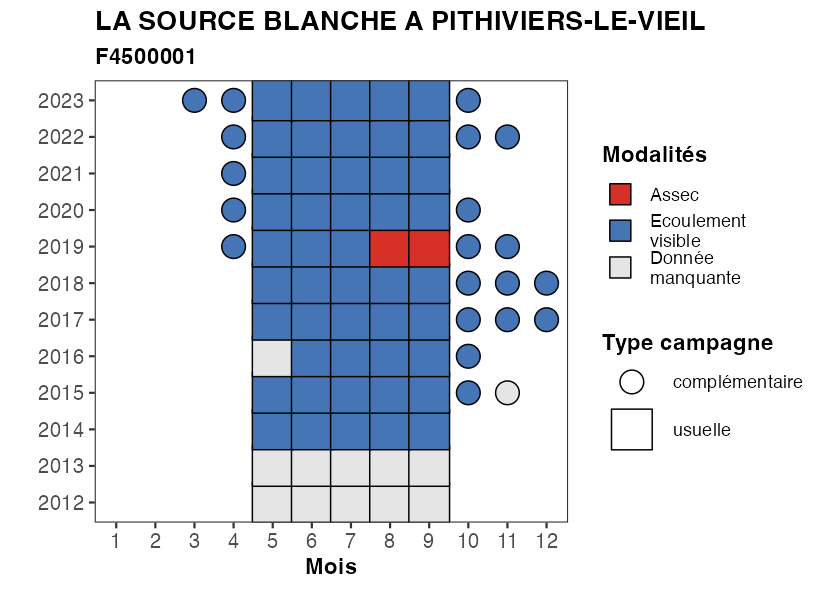 LA SOURCE BLANCHE A PITHIVIERS-LE-VIEIL
F4500001
2023
2022
2021
2020
2019
2018
2017
2016
2015
2014
2013
2012
1 2 3 4 5 6 7 8 9 10 11 12
Mois
Modalités
Assec
Ecoulement
visible
Donnée
manquante
Type campagne
complémentaire
usuelle